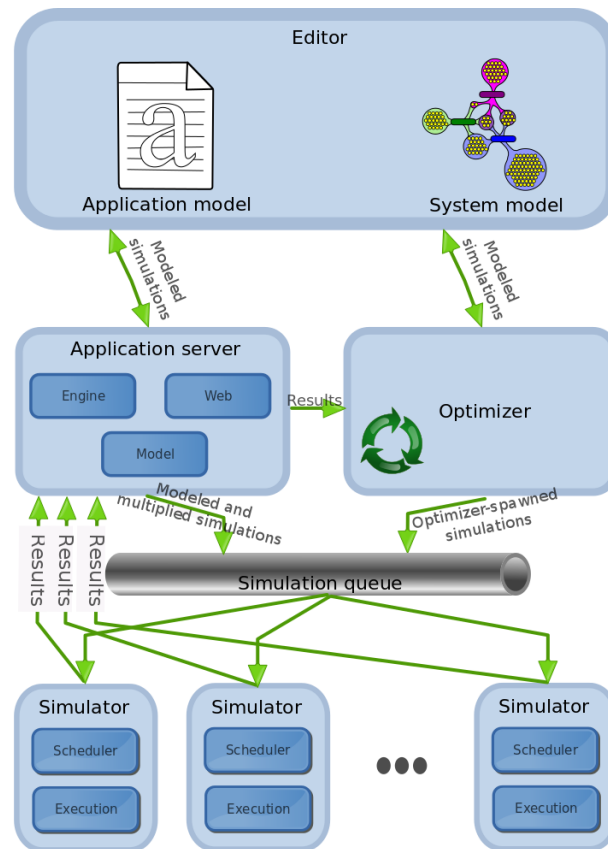 Editor
a
Application model
System model
Modeled
simulations
Modeled
simulations
Application server
Engine
Web
Model
Results
Optimizer
Modeled and
multiplied simulations
Optimizer-spawned
simulations
Results
Results
Results
Simulation queue
Simulator
Scheduler
Execution
Simulator
Scheduler
Execution
Simulator
Scheduler
Execution